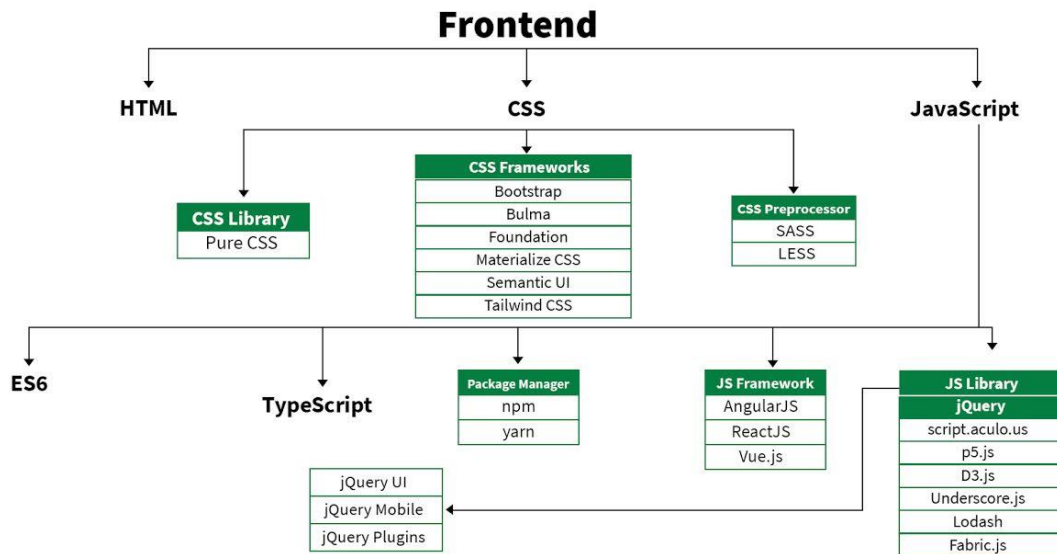 Frontend
HTML
CSS
JavaScript
CSS Library
Pure CSS
CSS Frameworks
Bootstrap
Bulma
Foundation
Materialize CSS
Semantic UI
Tailwind CSS
CSS Preprocessor
SASS
LESS
ES6
TypeScript
Package Manager
npm
yarn
JS Framework
AngularJS
ReactJS
Vue.js
JS Library
jQuery
script.aculo.us
p5.js
D3.js
Underscore.js
Lodash
Fabric.js
jQuery UI
jQuery Mobile
jQuery Plugins